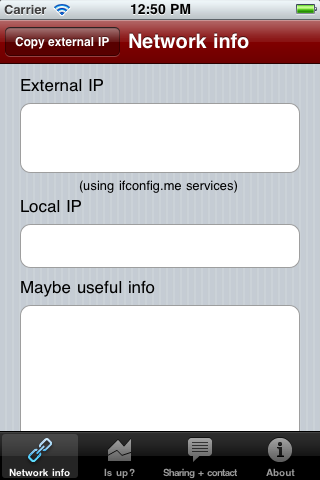 Carrier 12:50 PM
Copy external IP Network info
External IP
(using ifconfig.me services)
Local IP
Maybe useful info
Network info Is up? Sharing + contact About